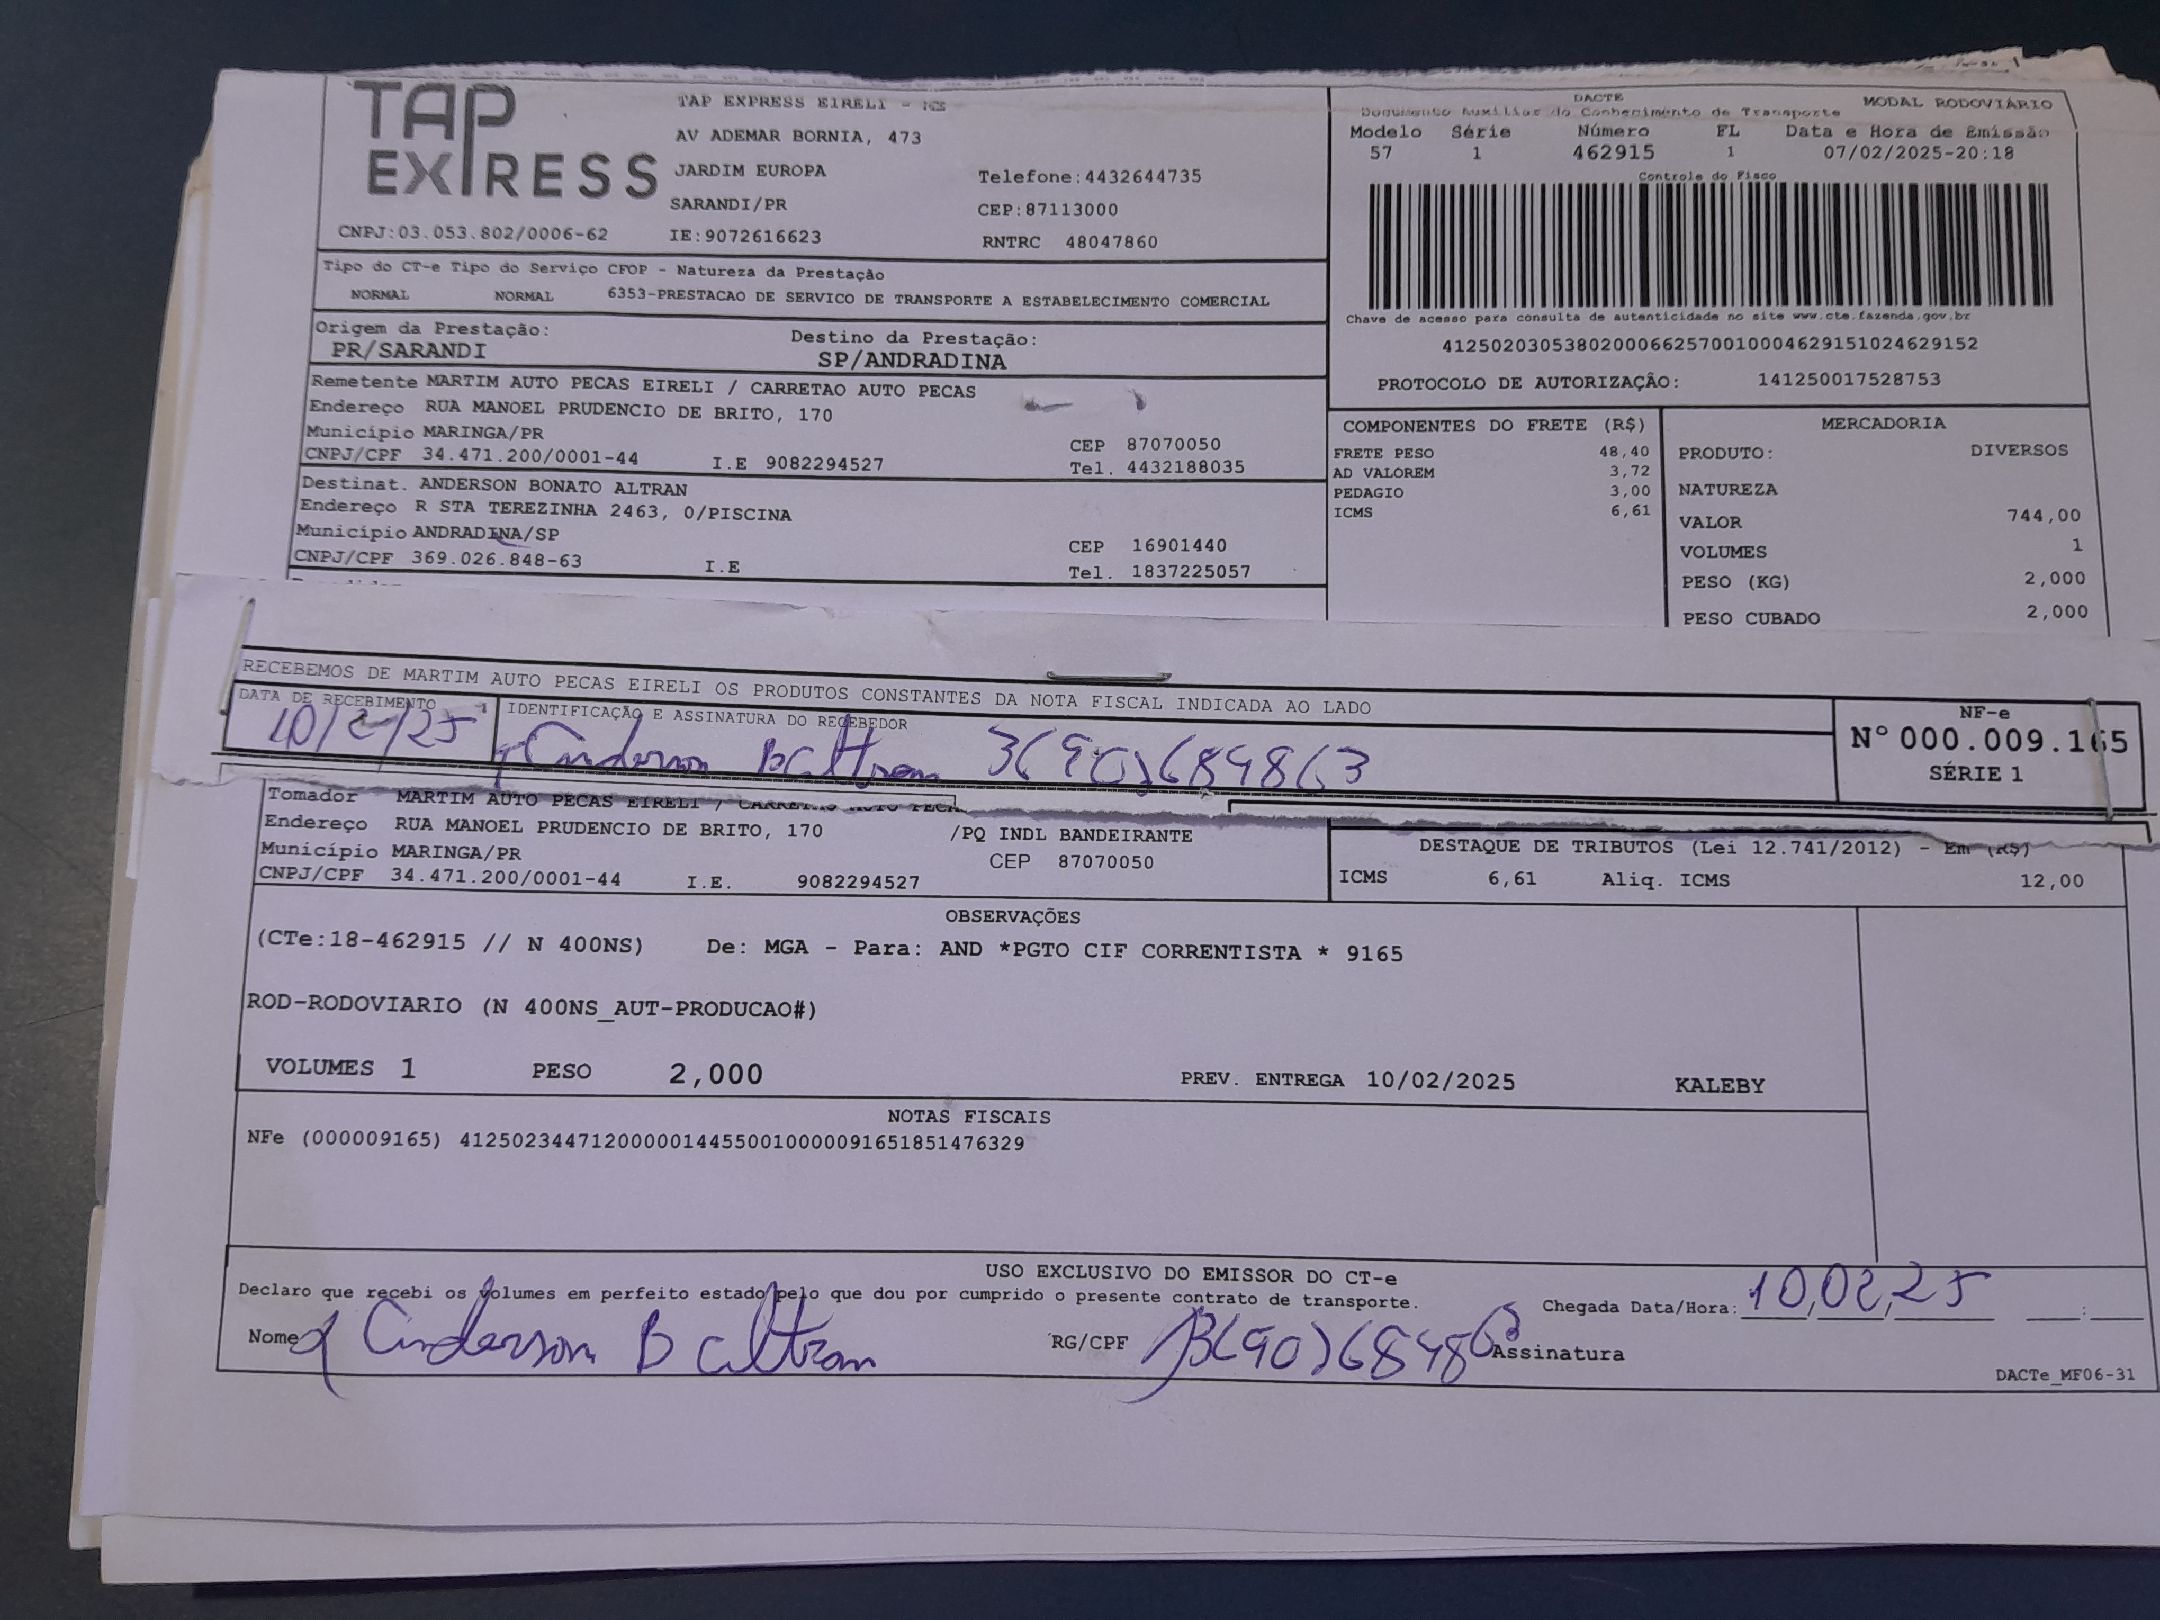 TAP
EXPRESS
TAP EXPRESS EIRELI -
AV ADEMAR BORNIA, 473
JARDIM EUROPA
Telefone:4432644735
SARANDI/PR
CEP:87113000
CNPJ:03.053.802/0006-62
IE:9072616623
RNTRC 48047860
DACTE
MODAL RODOVIÁRIO
Documento Auxiliar do Conhecimento de Transporte
Modelo Série Número FL Data e Hora de Emissão
57 1 462915 1 07/02/2025-20:18
Controle do Fisco
Chave de acesso para consulta de autenticidade no site www.cte.fazenda.gov.br
41250203053802000662570010004629151024629152
PROTOCOLO DE AUTORIZAÇÃO: 141250017528753
Tipo do CT-e Tipo do Serviço CFOP - Natureza da Prestação
NORMAL NORMAL 6353-PRESTACAO DE SERVICO DE TRANSPORTE A ESTABELECIMENTO COMERCIAL
Origem da Prestação: Destino da Prestação:
PR/SARANDI SP/ANDRADINA
Remetente MARTIM AUTO PECAS EIRELI / CARRETAO AUTO PECAS
Endereço RUA MANOEL PRUDENCIO DE BRITO, 170
Município MARINGA/PR CEP 87070050
CNPJ/CPF 34.471.200/0001-44 I.E 9082294527 Tel. 4432188035
Destinat. ANDERSON BONATO ALTRAN
Endereço R STA TEREZINHA 2463, 0/PISCINA
Município ANDRADINA/SP CEP 16901440
CNPJ/CPF 369.026.848-63 I.E Tel. 1837225057
COMPONENTES DO FRETE (R$)
FRETE PESO 48,40
AD VALOREM 3,72
PEDAGIO 3,00
ICMS 6,61
MERCADORIA
PRODUTO: DIVERSOS
NATUREZA
VALOR 744,00
VOLUMES 1
PESO (KG) 2,000
PESO CUBADO 2,000
RECEBEMOS DE MARTIM AUTO PECAS EIRELI OS PRODUTOS CONSTANTES DA NOTA FISCAL INDICADA AO LADO
DATA DE RECEBIMENTO
10/2/25
IDENTIFICAÇÃO E ASSINATURA DO RECEBEDOR
Anderson B Altran 36902684863
NF-e
N° 000.009.165
SÉRIE 1
Tomador MARTIM AUTO PECAS EIRELI / CARRETAO AUTO PECA
Endereço RUA MANOEL PRUDENCIO DE BRITO, 170 /PQ INDL BANDEIRANTE
Município MARINGA/PR CEP 87070050
CNPJ/CPF 34.471.200/0001-44 I.E. 9082294527
DESTAQUE DE TRIBUTOS (Lei 12.741/2012) - Em (R$)
ICMS 6,61 Aliq. ICMS 12,00
OBSERVAÇÕES
(CTe:18-462915 // N 400NS) De: MGA - Para: AND *PGTO CIF CORRENTISTA * 9165
ROD-RODOVIARIO (N 400NS_AUT-PRODUCAO#)
VOLUMES 1 PESO 2,000 PREV. ENTREGA 10/02/2025 KALEBY
NOTAS FISCAIS
NFe (000009165) 41250234471200000144550010000091651851476329
USO EXCLUSIVO DO EMISSOR DO CT-e
Declaro que recebi os volumes em perfeito estado pelo que dou por cumprido o presente contrato de transporte.
Chegada Data/Hora: 10,02,25 :
Nome Anderson B Altran RG/CPF 36902684863 Assinatura
DACTe_MF06-31